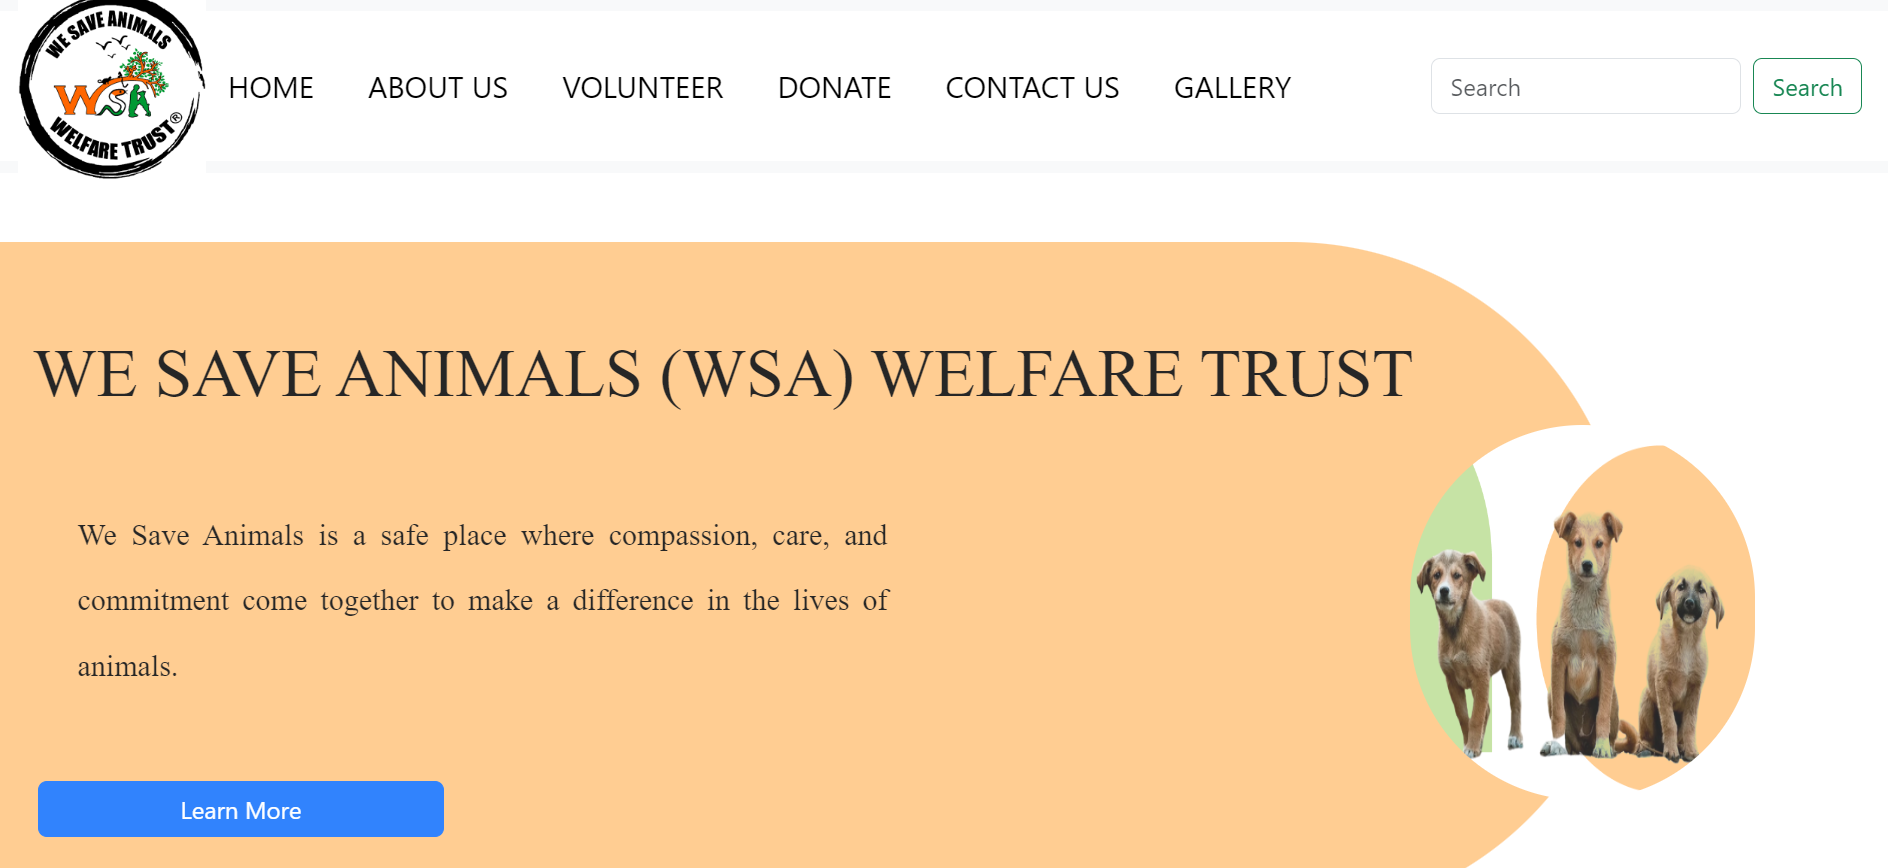 WE SAVE ANIMALS
WSA
WELFARE TRUST®
HOME ABOUT US VOLUNTEER DONATE CONTACT US GALLERY Search Search
WE SAVE ANIMALS (WSA) WELFARE TRUST
We Save Animals is a safe place where compassion, care, and
commitment come together to make a difference in the lives of
animals.
Learn More